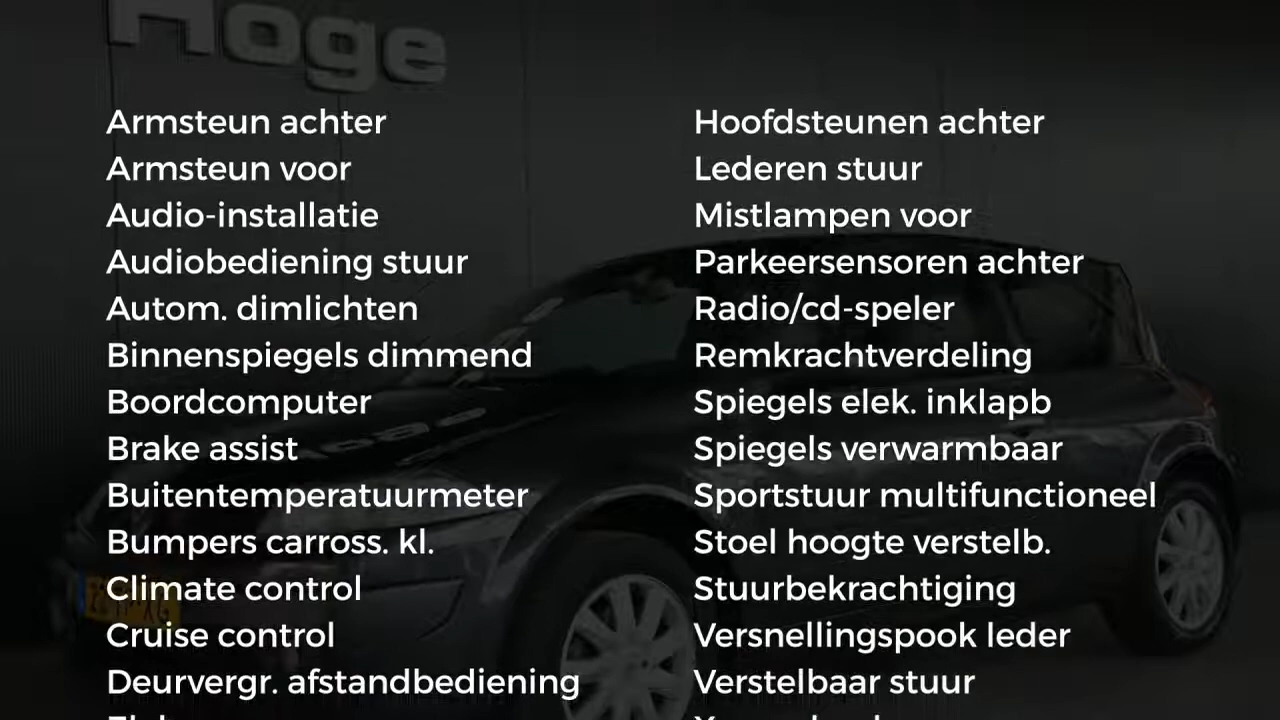 Hoge
Armsteun achter
Armsteun voor
Audio-installatie
Audiobediening stuur
Autom. dimlichten
Binnenspiegels dimmend
Boordcomputer
Brake assist
Buitentemperatuurmeter
Bumpers carross. kl.
Climate control
Cruise control
Deurvergr. afstandbediening
Hoofdsteunen achter
Lederen stuur
Mistlampen voor
Parkeersensoren achter
Radio/cd-speler
Remkrachtverdeling
Spiegels elek. inklapb
Spiegels verwarmbaar
Sportstuur multifunctioneel
Stoel hoogte verstelb.
Stuurbekrachtiging
Versnellingspook leder
Verstelbaar stuur